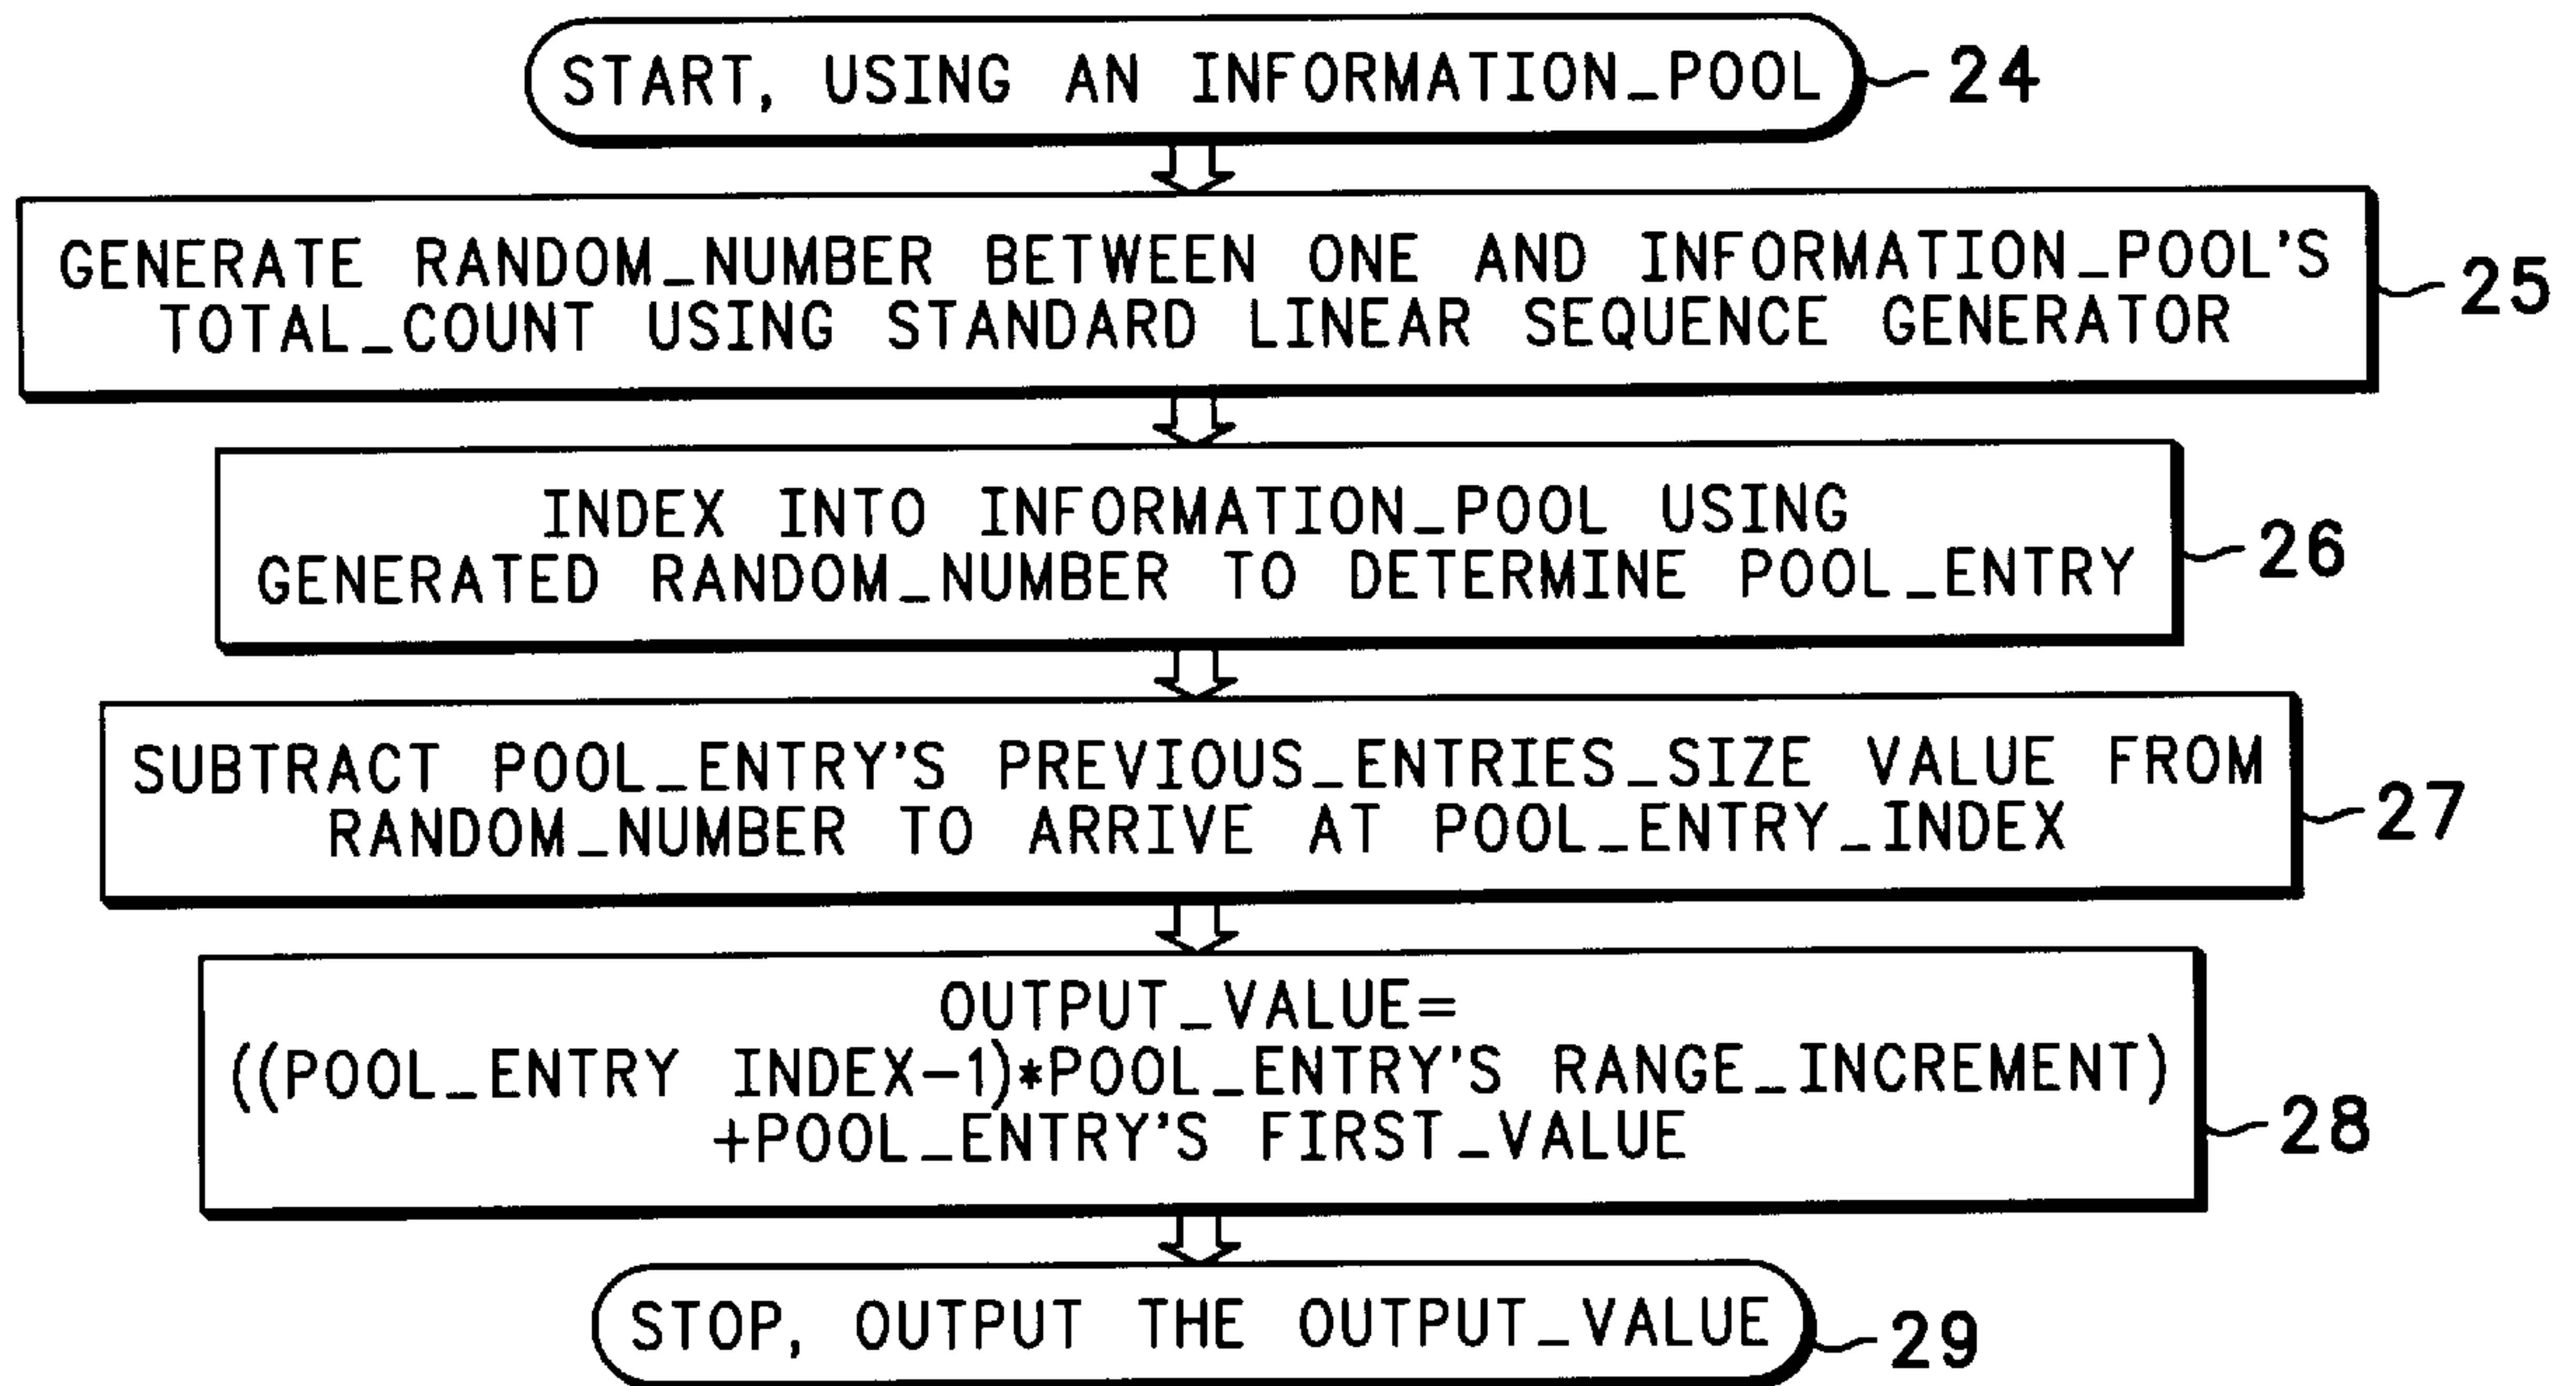 START, USING AN INFORMATION_POOL 24
GENERATE RANDOM_NUMBER BETWEEN ONE AND INFORMATION_POOL'S
TOTAL_COUNT USING STANDARD LINEAR SEQUENCE GENERATOR
25
INDEX INTO INFORMATION_POOL USING
GENERATED RANDOM_NUMBER TO DETERMINE POOL_ENTRY
26
SUBTRACT POOL_ENTRY'S PREVIOUS_ENTRIES_SIZE VALUE FROM
RANDOM_NUMBER TO ARRIVE AT POOL_ENTRY_INDEX
27
OUTPUT_VALUE=
((POOL_ENTRY INDEX-1)*POOL_ENTRY'S RANGE_INCREMENT)
+POOL_ENTRY'S FIRST_VALUE
28
STOP, OUTPUT THE OUTPUT_VALUE 29